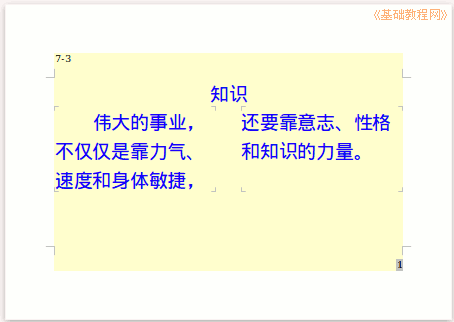 《基础教程网》
7-3
知识
伟大的事业，
不仅仅是靠力气、
速度和身体敏捷，
还要靠意志、性格
和知识的力量。
1